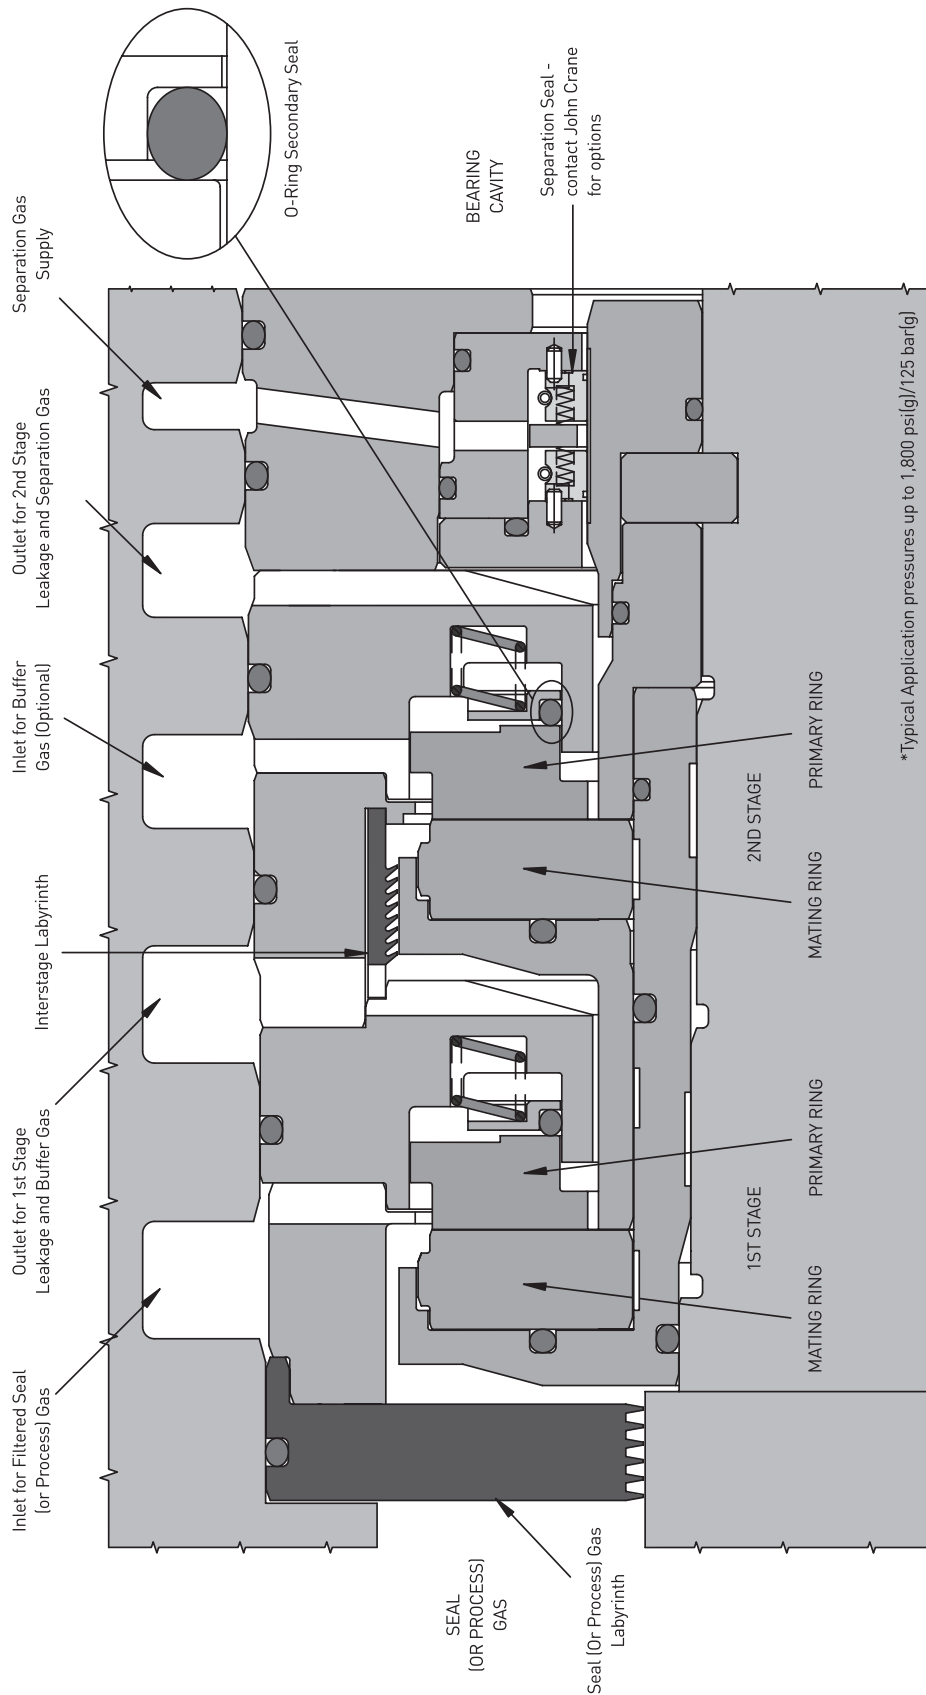 Inlet for Filtered Seal
(or Process) Gas
Outlet for 1st Stage
Leakage and Buffer Gas
Interstage Labyrinth
Inlet for Buffer
Gas (Optional)
Outlet for 2nd Stage
Leakage and Separation Gas
Separation Gas
Supply
O-Ring Secondary Seal
SEAL
(OR PROCESS)
GAS
BEARING
CAVITY
Seal (Or Process) Gas
Labyrinth
Separation Seal -
contact John Crane
for options
1ST STAGE
2ND STAGE
MATING RING
PRIMARY RING
MATING RING
PRIMARY RING
*Typical Application pressures up to 1,800 psi(g)/125 bar(g)